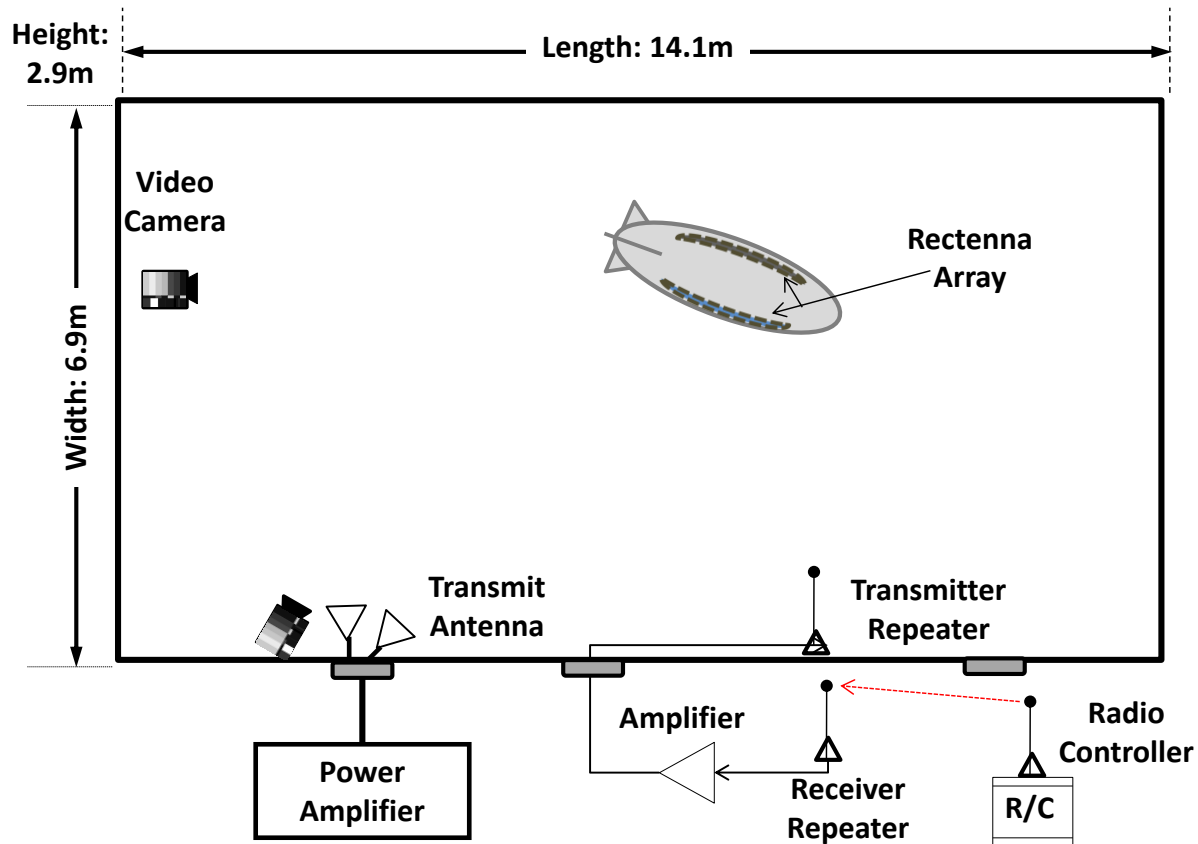 Height:
2.9m
Length: 14.1m
Width: 6.9m
Video
Camera
Rectenna
Array
Transmit
Antenna
Transmitter
Repeater
Amplifier
Radio
Controller
Power
Amplifier
Receiver
Repeater
R/C